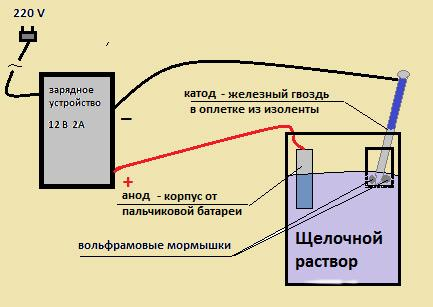 220 V
зарядное
устройство
12 В 2А
–
+
катод - железный гвоздь
в оплетке из изоленты
анод - корпус от
пальчиковой батареи
вольфрамовые мормышки
Щелочной
раствор